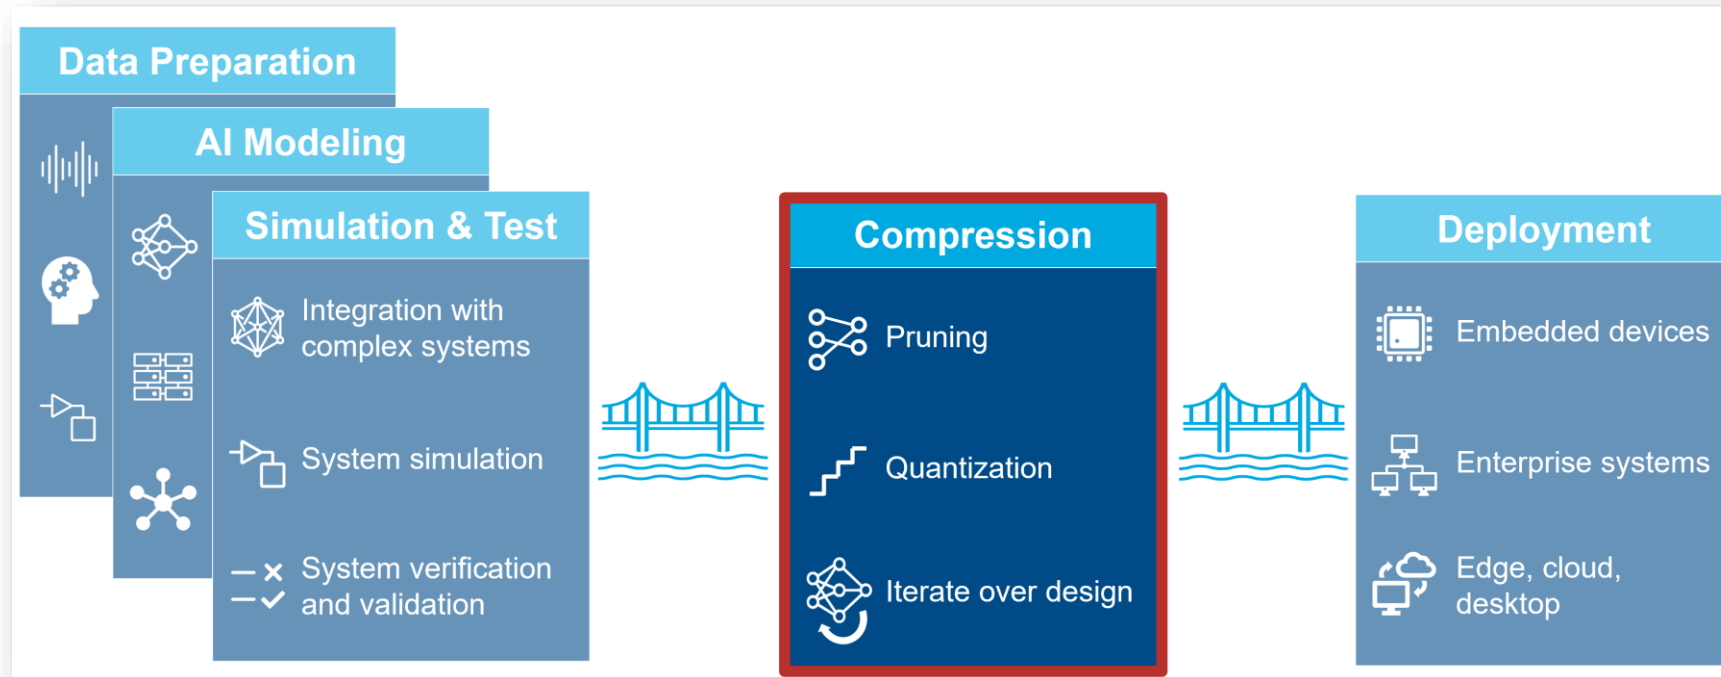 Data Preparation
AI Modeling
Simulation & Test
Integration with
complex systems
System simulation
System verification
and validation
Compression
Pruning
Quantization
Iterate over design
Deployment
Embedded devices
Enterprise systems
Edge, cloud,
desktop